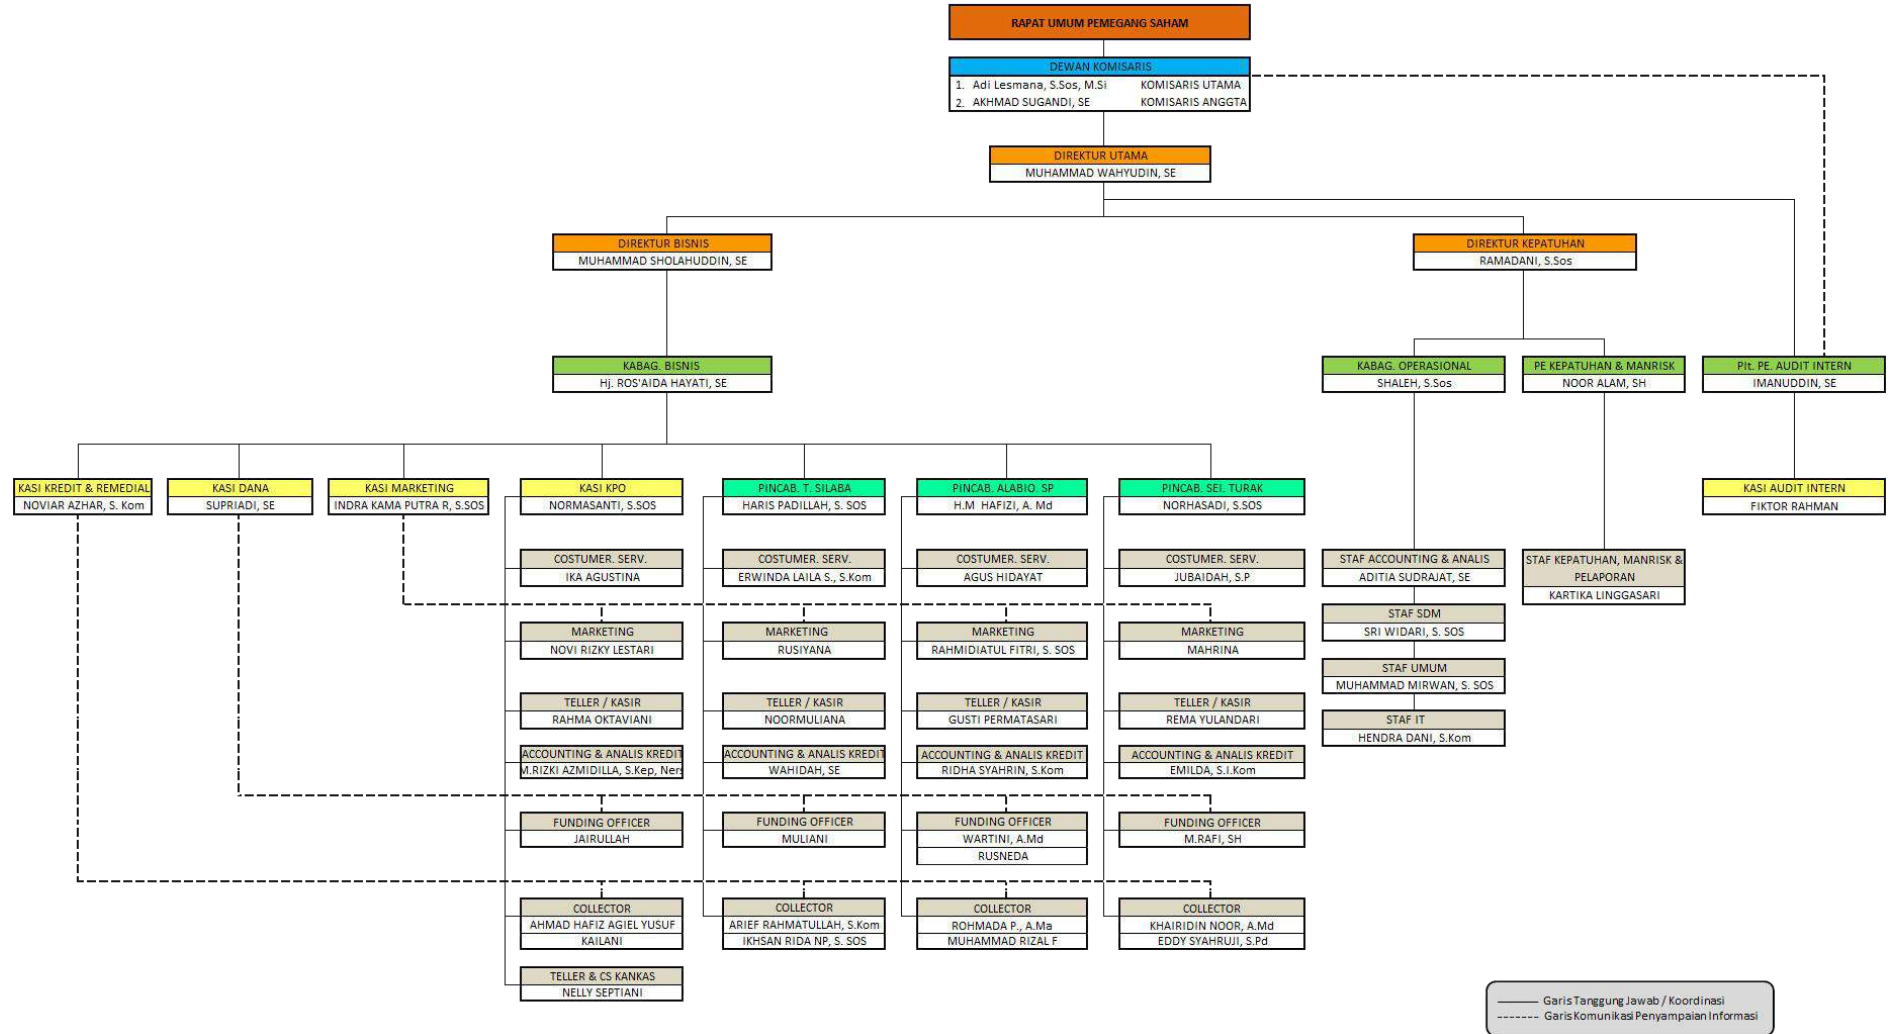 RAPAT UMUM PEMEGANG SAHAM
DEWAN KOMISARIS
1. Adi Lesmana, S.Sos, M.Si KOMISARIS UTAMA
2. AKHMAD SUGANDI, SE KOMISARIS ANGGTA
DIREKTUR UTAMA
MUHAMMAD WAHYUDIN, SE
DIREKTUR BISNIS
MUHAMMAD SHOLAHUDDIN, SE
DIREKTUR KEPATUHAN
RAMADANI, S.Sos
KABAG. BISNIS
Hj. ROS'AIDA HAYATI, SE
KABAG. OPERASIONAL
SHALEH, S.Sos
PE KEPATUHAN & MANRISK
NOOR ALAM, SH
Plt. PE. AUDIT INTERN
IMANUDDIN, SE
KASI KREDIT & REMEDIAL
NOVIAR AZHAR, S. Kom
KASI DANA
SUPRIADI, SE
KASI MARKETING
INDRA KAMA PUTRA R, S.SOS
KASI KPO
NORMASANTI, S.SOS
PINCAB. T. SILABA
HARIS PADILLAH, S. SOS
PINCAB. ALABIO. SP
H.M HAFIZI, A. Md
PINCAB. SEI. TURAK
NORHASADI, S.SOS
KASI AUDIT INTERN
FIKTOR RAHMAN
COSTUMER. SERV.
IKA AGUSTINA
COSTUMER. SERV.
ERWINDA LAILA S., S.Kom
COSTUMER. SERV.
AGUS HIDAYAT
COSTUMER. SERV.
JUBAIDAH, S.P
STAF ACCOUNTING & ANALIS
ADITIA SUDRAJAT, SE
STAF KEPATUHAN, MANRISK &
PELAPORAN
KARTIKA LINGGASARI
STAF SDM
SRI WIDARI, S. SOS
MARKETING
NOVI RIZKY LESTARI
MARKETING
RUSIYANA
MARKETING
RAHMIDIATUL FITRI, S. SOS
MARKETING
MAHRINA
STAF UMUM
MUHAMMAD MIRWAN, S. SOS
TELLER / KASIR
RAHMA OKTAVIANI
TELLER / KASIR
NOORMULIANA
TELLER / KASIR
GUSTI PERMATASARI
TELLER / KASIR
REMA YULANDARI
STAF IT
HENDRA DANI, S.Kom
ACCOUNTING & ANALIS KREDIT
M.RIZKI AZMIDILLA, S.Kep, Ners
ACCOUNTING & ANALIS KREDIT
WAHIDAH, SE
ACCOUNTING & ANALIS KREDIT
RIDHA SYAHRIN, S.Kom
ACCOUNTING & ANALIS KREDIT
EMILDA, S.I.Kom
FUNDING OFFICER
JAIRULLAH
FUNDING OFFICER
MULIANI
FUNDING OFFICER
WARTINI, A.Md
RUSNEDA
FUNDING OFFICER
M.RAFI, SH
COLLECTOR
AHMAD HAFIZ AGIEL YUSUF
KAILANI
COLLECTOR
ARIEF RAHMATULLAH, S.Kom
IKHSAN RIDA NP, S. SOS
COLLECTOR
ROHMADA P., A.Ma
MUHAMMAD RIZAL F
COLLECTOR
KHAIRIDIN NOOR, A.Md
EDDY SYAHRUJI, S.Pd
TELLER & CS KANKAS
NELLY SEPTIANI
Garis Tanggung Jawab / Koordinasi
Garis Komunikasi Penyampaian Informasi